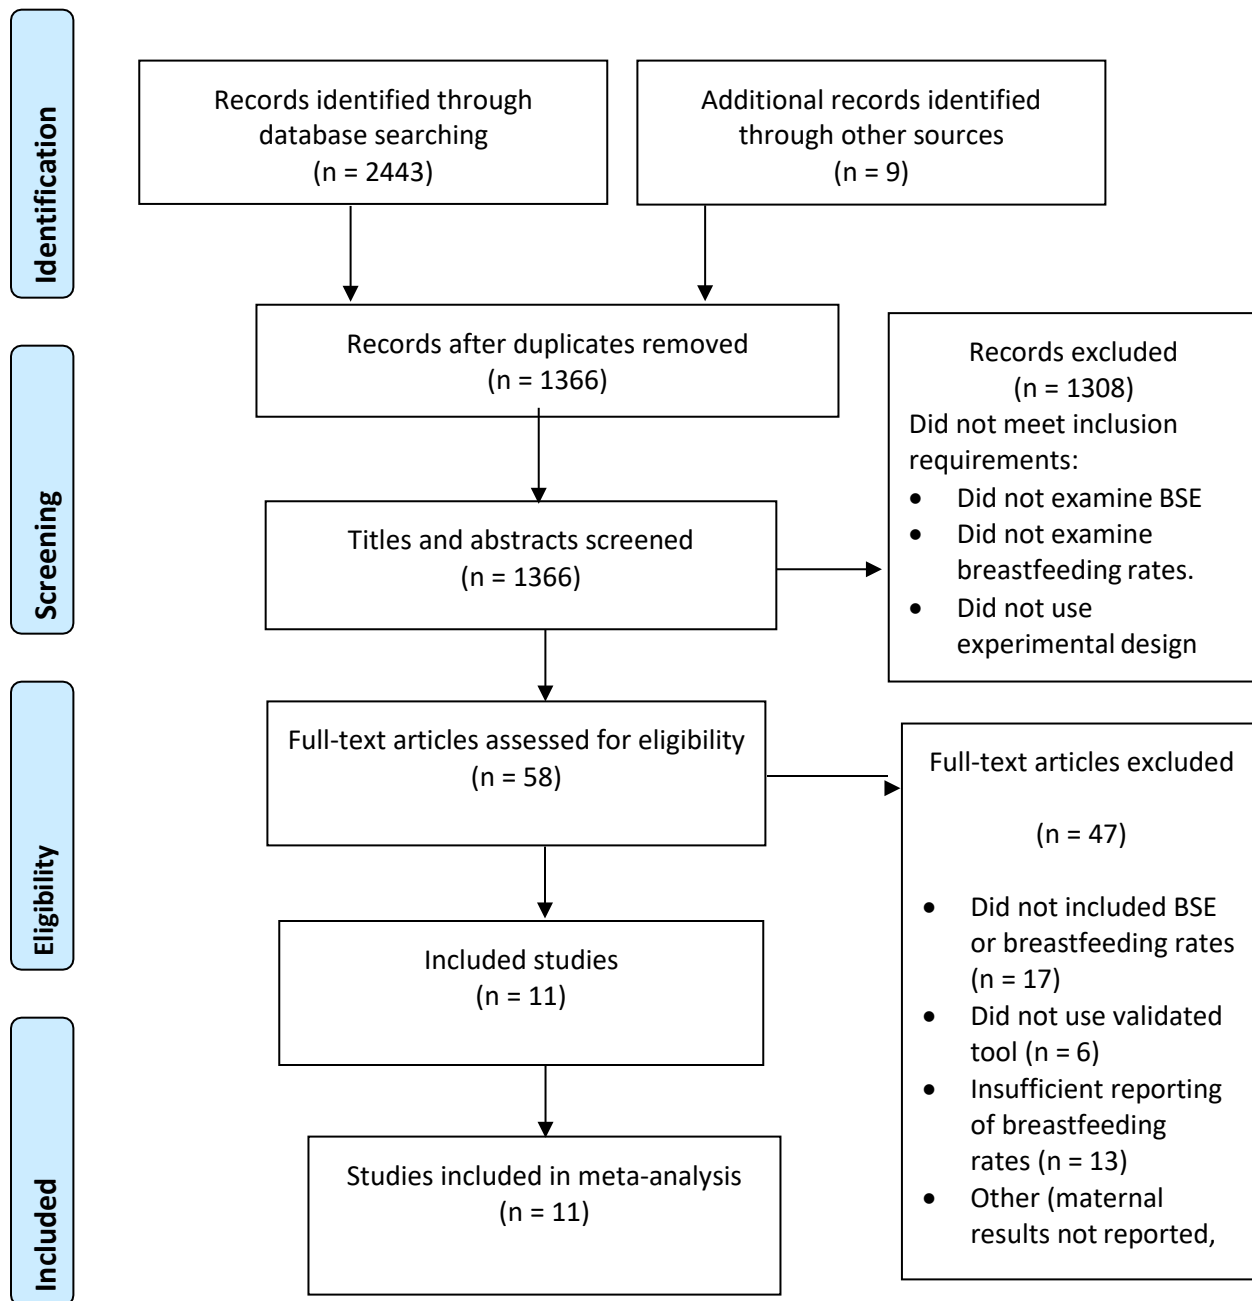 Identification
Records identified through
database searching
(n = 2443)
Additional records identified
through other sources
(n = 9)
Records after duplicates removed
(n = 1366)
Screening
Titles and abstracts screened
(n = 1366)
Records excluded
(n = 1308)
Did not meet inclusion
requirements:
• Did not examine BSE
• Did not examine
breastfeeding rates.
• Did not use
experimental design
Eligibility
Full-text articles assessed for eligibility
(n = 58)
Full-text articles excluded
(n = 47)
• Did not included BSE
or breastfeeding rates
(n = 17)
• Did not use validated
tool (n = 6)
• Insufficient reporting
of breastfeeding
rates (n = 13)
• Other (maternal
results not reported,
Included studies
(n = 11)
Included
Studies included in meta-analysis
(n = 11)